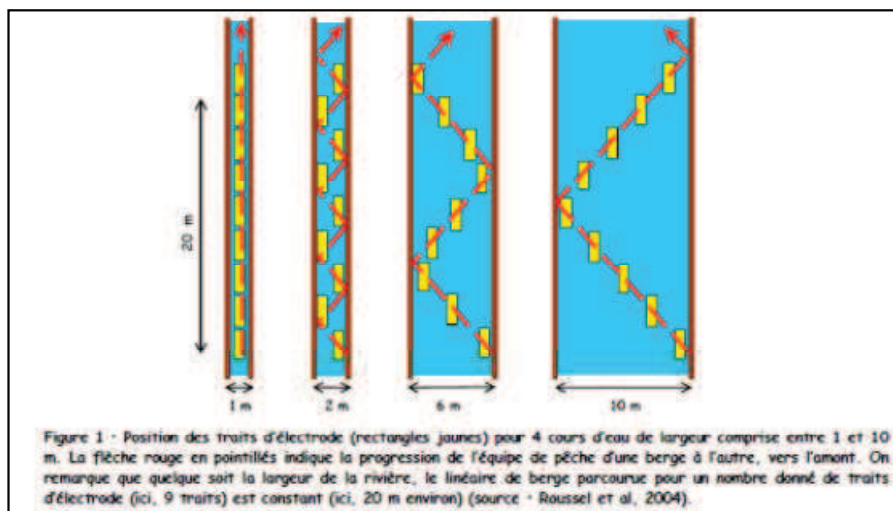 20 m
1 m
2 m
6 m
10 m
Figure 1 - Position des traits d'électrode (rectangles jaunes) pour 4 cours d'eau de largeur comprise entre 1 et 10
m. La flèche rouge en pointillés indique la progression de l'équipe de pêche d'une berge à l'autre, vers l'amont. On
remarque que quelque soit la largeur de la rivière, le linéaire de berge parcourue pour un nombre donné de traits
d'électrode (ici, 9 traits) est constant (ici, 20 m environ) (source - Roussel et al, 2004).